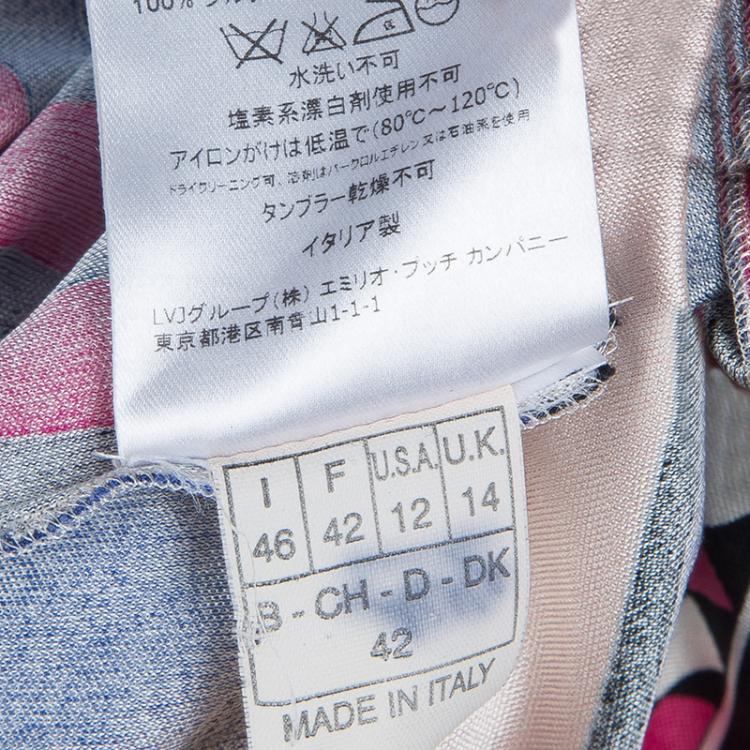 水洗い不可
塩素系漂白剤使用不可
アイロンがけは低温で(80℃〜120℃)
ドライクリーニング可、溶剤はパークロルエチレン又は石油系を使用
タンブラー乾燥不可
イタリア製
LVJグループ(株) エミリオ・プッチ カンパニー
東京都港区南青山1-1-1
I F U.S.A. U.K.
46 42 12 14
B - CH - D - DK
42
MADE IN ITALY